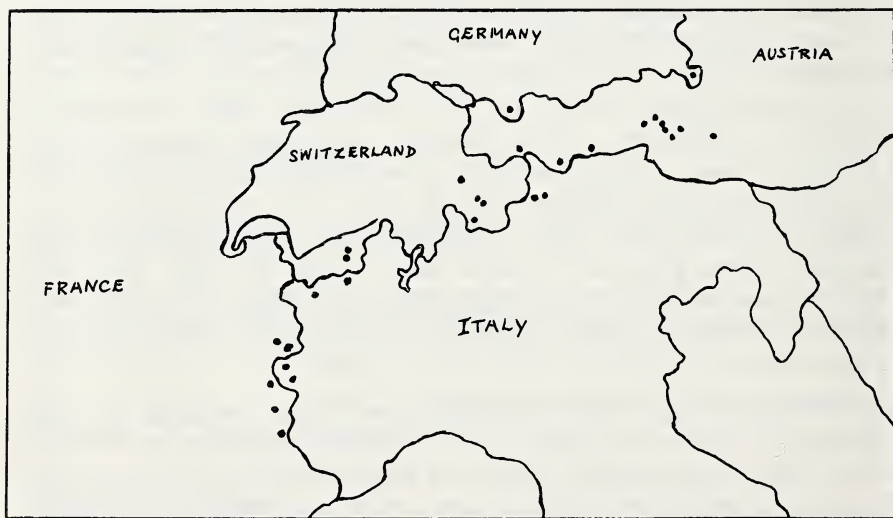 GERMANY
AUSTRIA
SWITZERLAND
FRANCE
ITALY